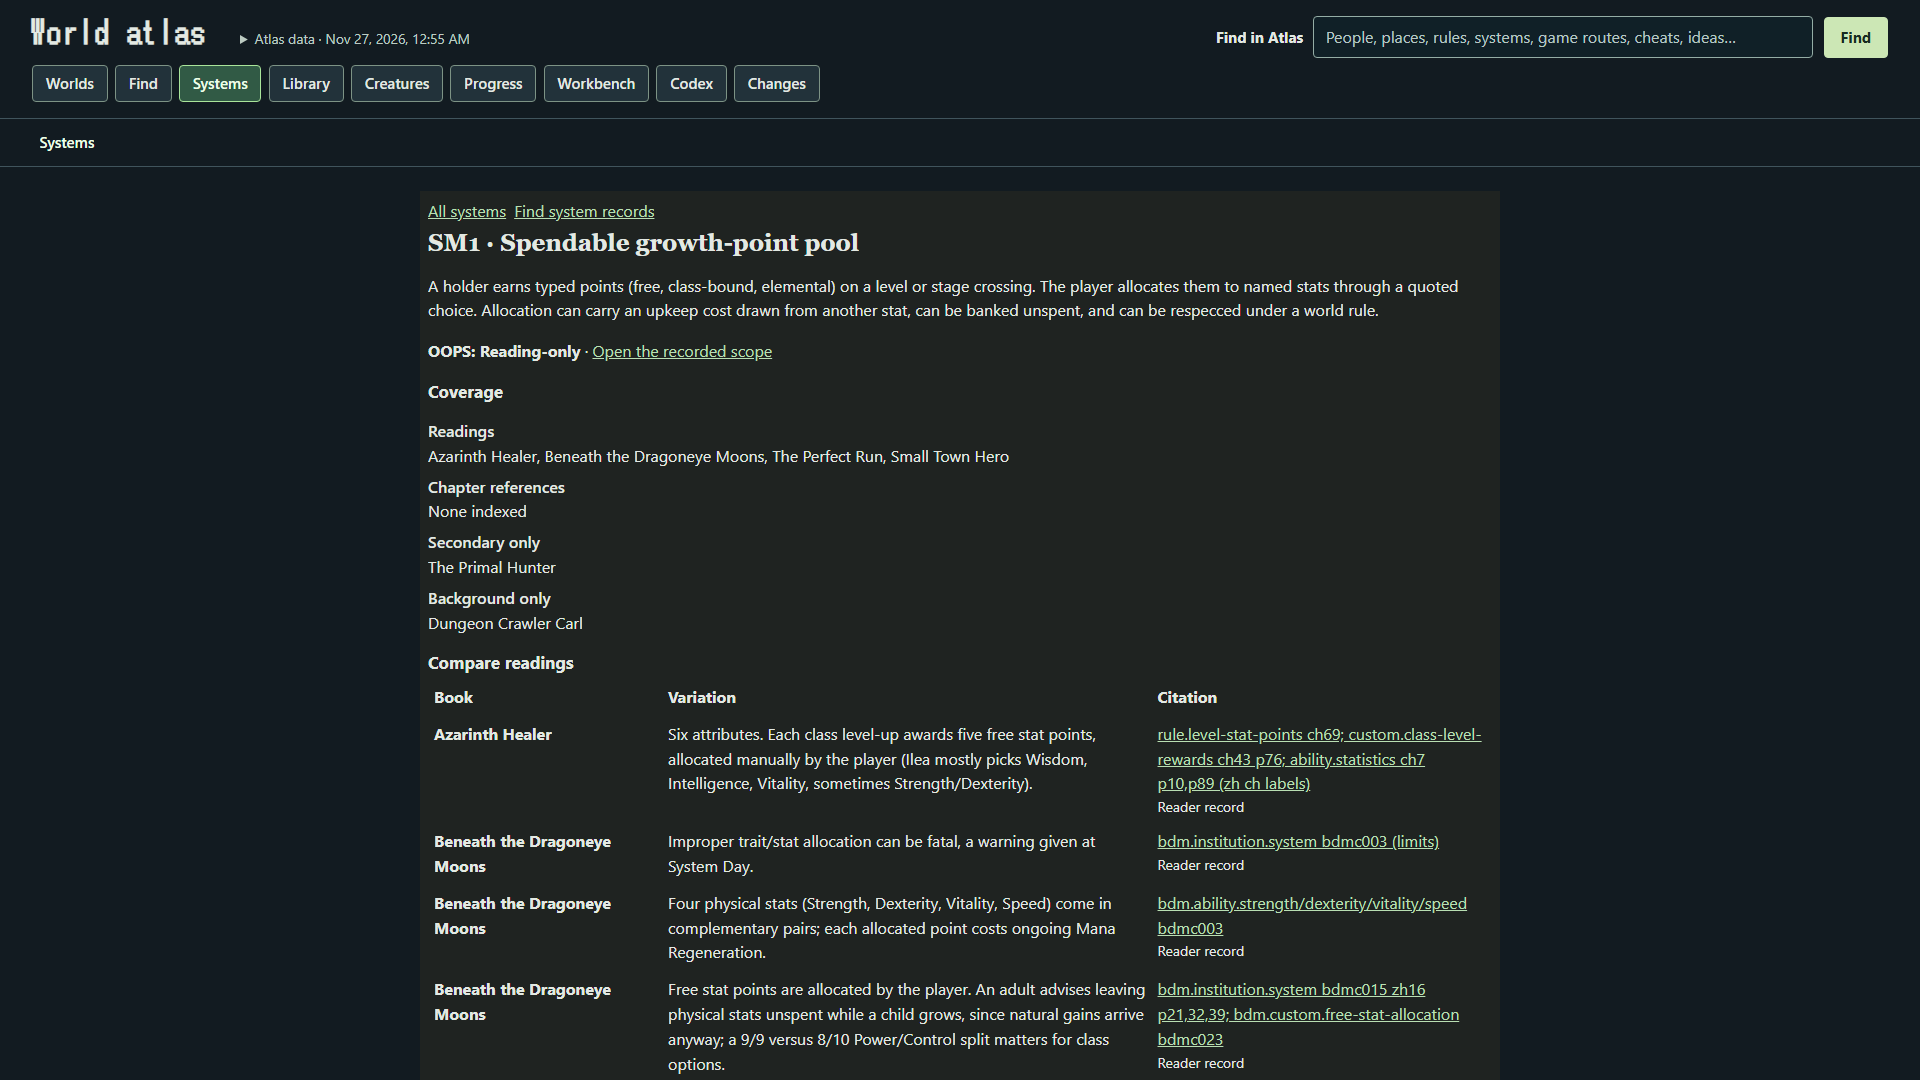 World atlas
▶ Atlas data · Nov 27, 2026, 12:55 AM
Find in Atlas
People, places, rules, systems, game routes, cheats, ideas...
Find
Worlds
Find
Systems
Library
Creatures
Progress
Workbench
Codex
Changes
Systems
All systems Find system records
SM1 · Spendable growth-point pool
A holder earns typed points (free, class-bound, elemental) on a level or stage crossing. The player allocates them to named stats through a quoted
choice. Allocation can carry an upkeep cost drawn from another stat, can be banked unspent, and can be respecced under a world rule.
OOPS: Reading-only · Open the recorded scope
Coverage
Readings
Azarinth Healer, Beneath the Dragoneye Moons, The Perfect Run, Small Town Hero
Chapter references
None indexed
Secondary only
The Primal Hunter
Background only
Dungeon Crawler Carl
Compare readings
Book
Variation
Citation
Azarinth Healer
Six attributes. Each class level-up awards five free stat points,
allocated manually by the player (Ilea mostly picks Wisdom,
Intelligence, Vitality, sometimes Strength/Dexterity).
rule.level-stat-points ch69; custom.class-level-
rewards ch43 p76; ability.statistics ch7
p10,p89 (zh ch labels)
Reader record
Beneath the Dragoneye
Moons
Improper trait/stat allocation can be fatal, a warning given at
System Day.
bdm.institution.system bdmc003 (limits)
Reader record
Beneath the Dragoneye
Moons
Four physical stats (Strength, Dexterity, Vitality, Speed) come in
complementary pairs; each allocated point costs ongoing Mana
Regeneration.
bdm.ability.strength/dexterity/vitality/speed
bdmc003
Reader record
Beneath the Dragoneye
Moons
Free stat points are allocated by the player. An adult advises leaving
physical stats unspent while a child grows, since natural gains arrive
anyway; a 9/9 versus 8/10 Power/Control split matters for class
options.
bdm.institution.system bdmc015 zh16
p21,32,39; bdm.custom.free-stat-allocation
bdmc023
Reader record